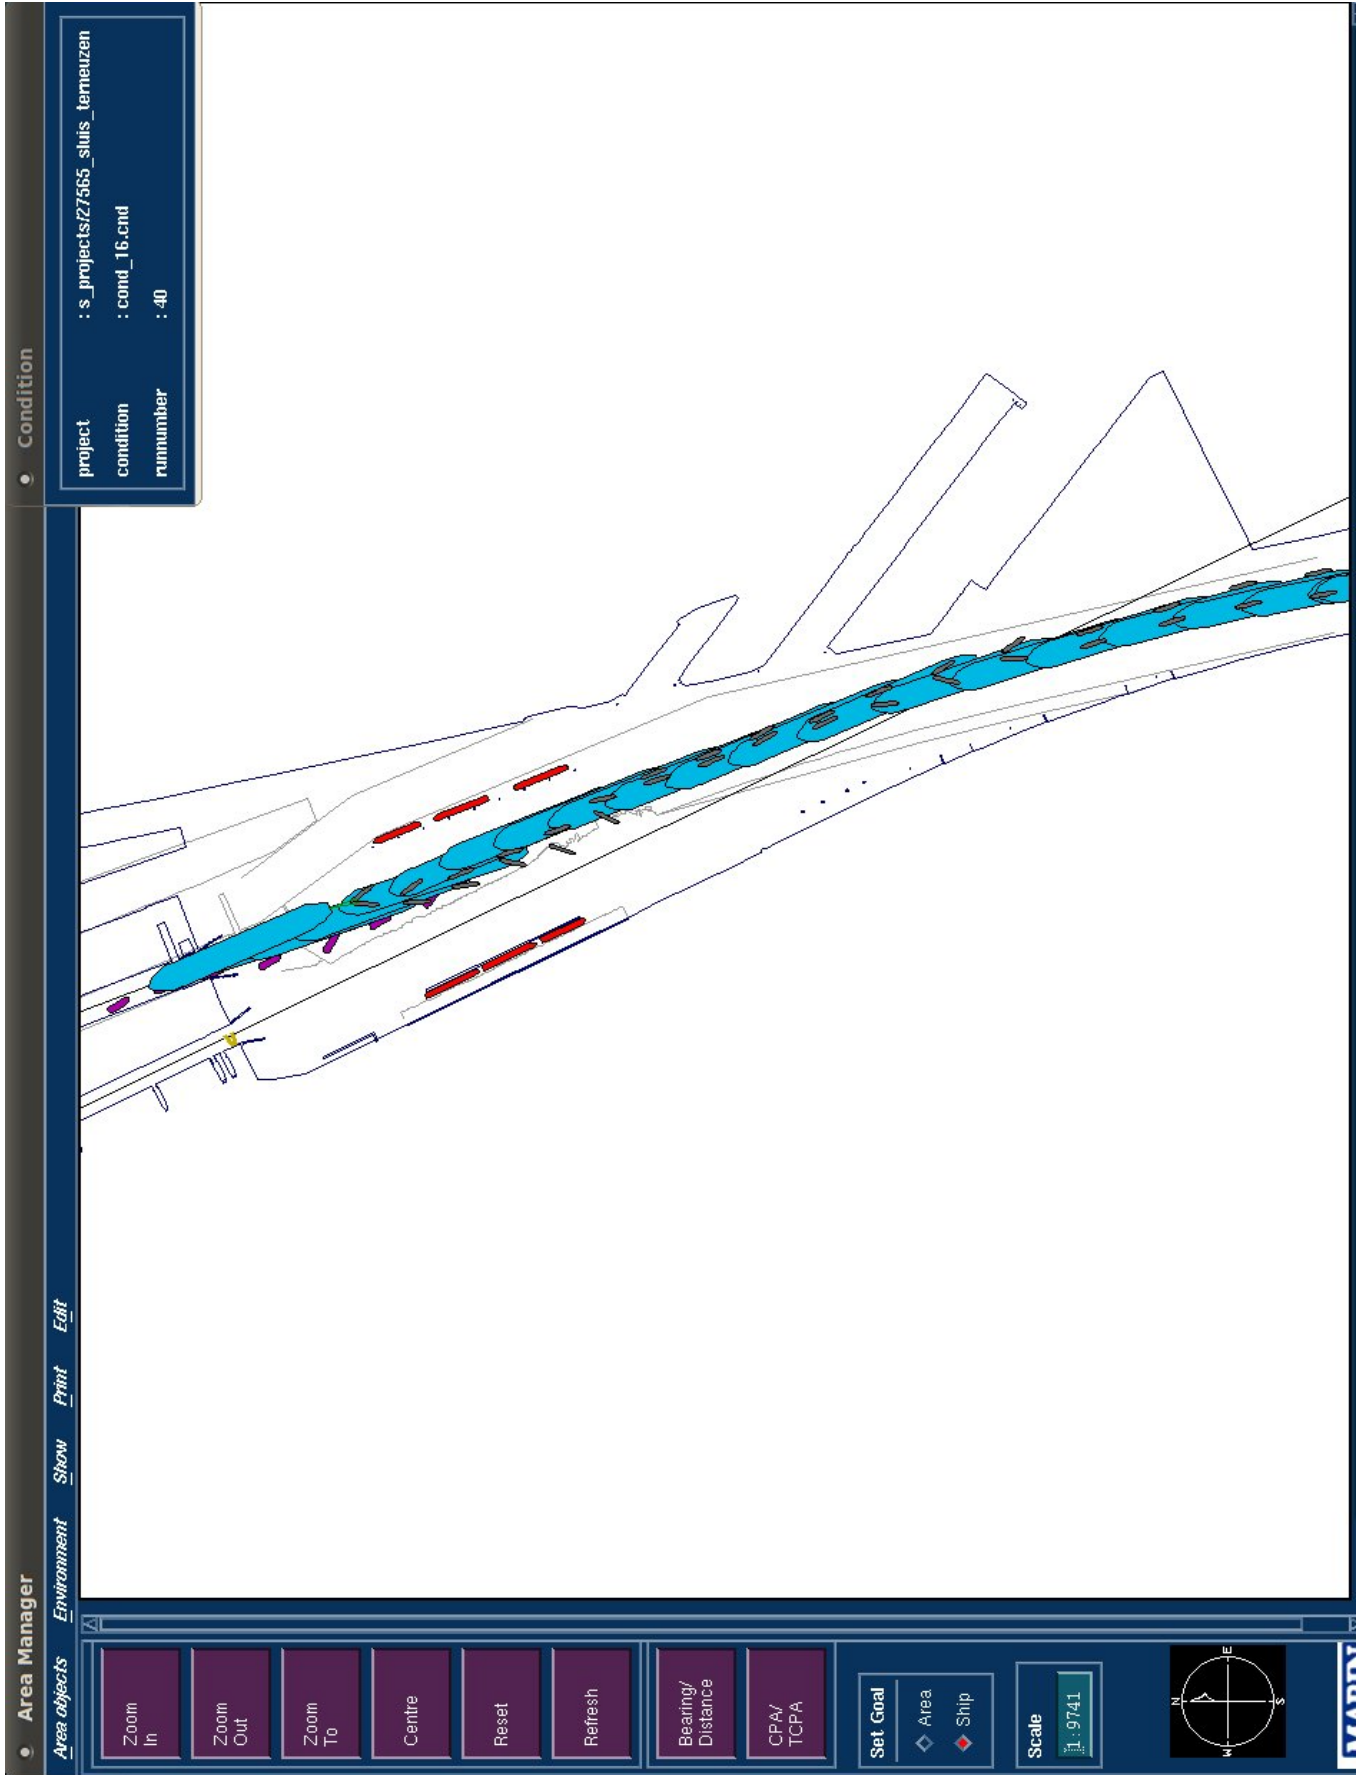 Area Manager
Condition
Area objects Environment Show Print Edit
project : s_projects/27565_sluis_terneuzen
condition : cond_16.cnd
runnumber : 40
Zoom
In
Zoom
Out
Zoom
To
Centre
Reset
Refresh
Bearing/
Distance
CPA/
TCPA
Set Goal
Area
Ship
Scale
1 : 9741
N
W E
S